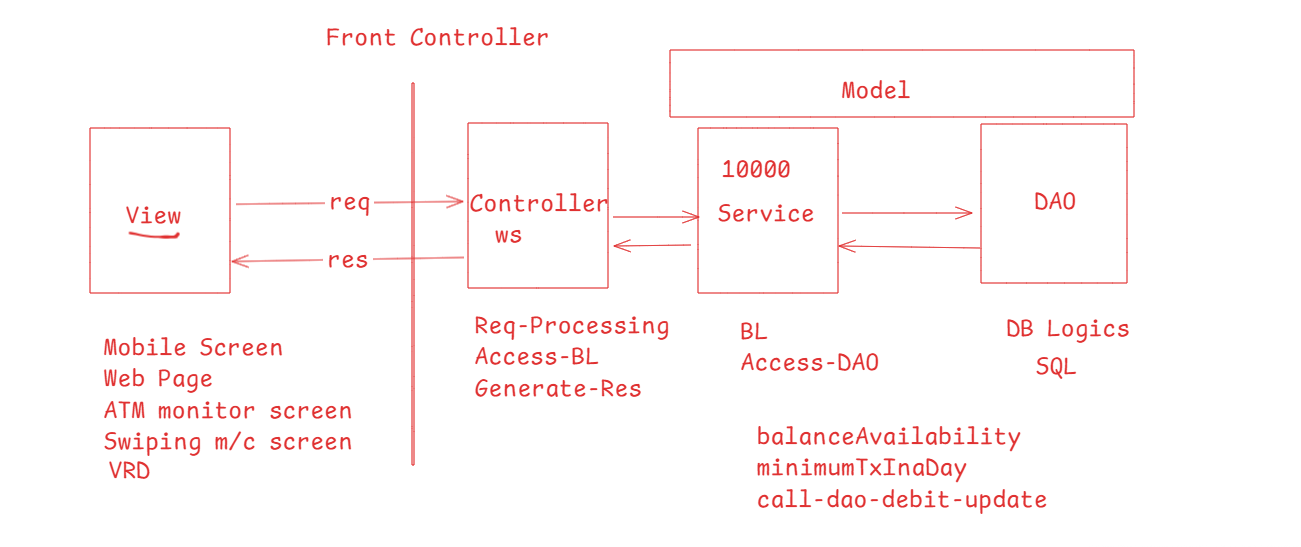 Front Controller
Model
View
req
res
Controller
ws
10000
Service
DAO
Mobile Screen
Web Page
ATM monitor screen
Swiping m/c screen
VRD
Req-Processing
Access-BL
Generate-Res
BL
Access-DAO
DB Logics
SQL
balanceAvailability
minimumTxInaDay
call-dao-debit-update